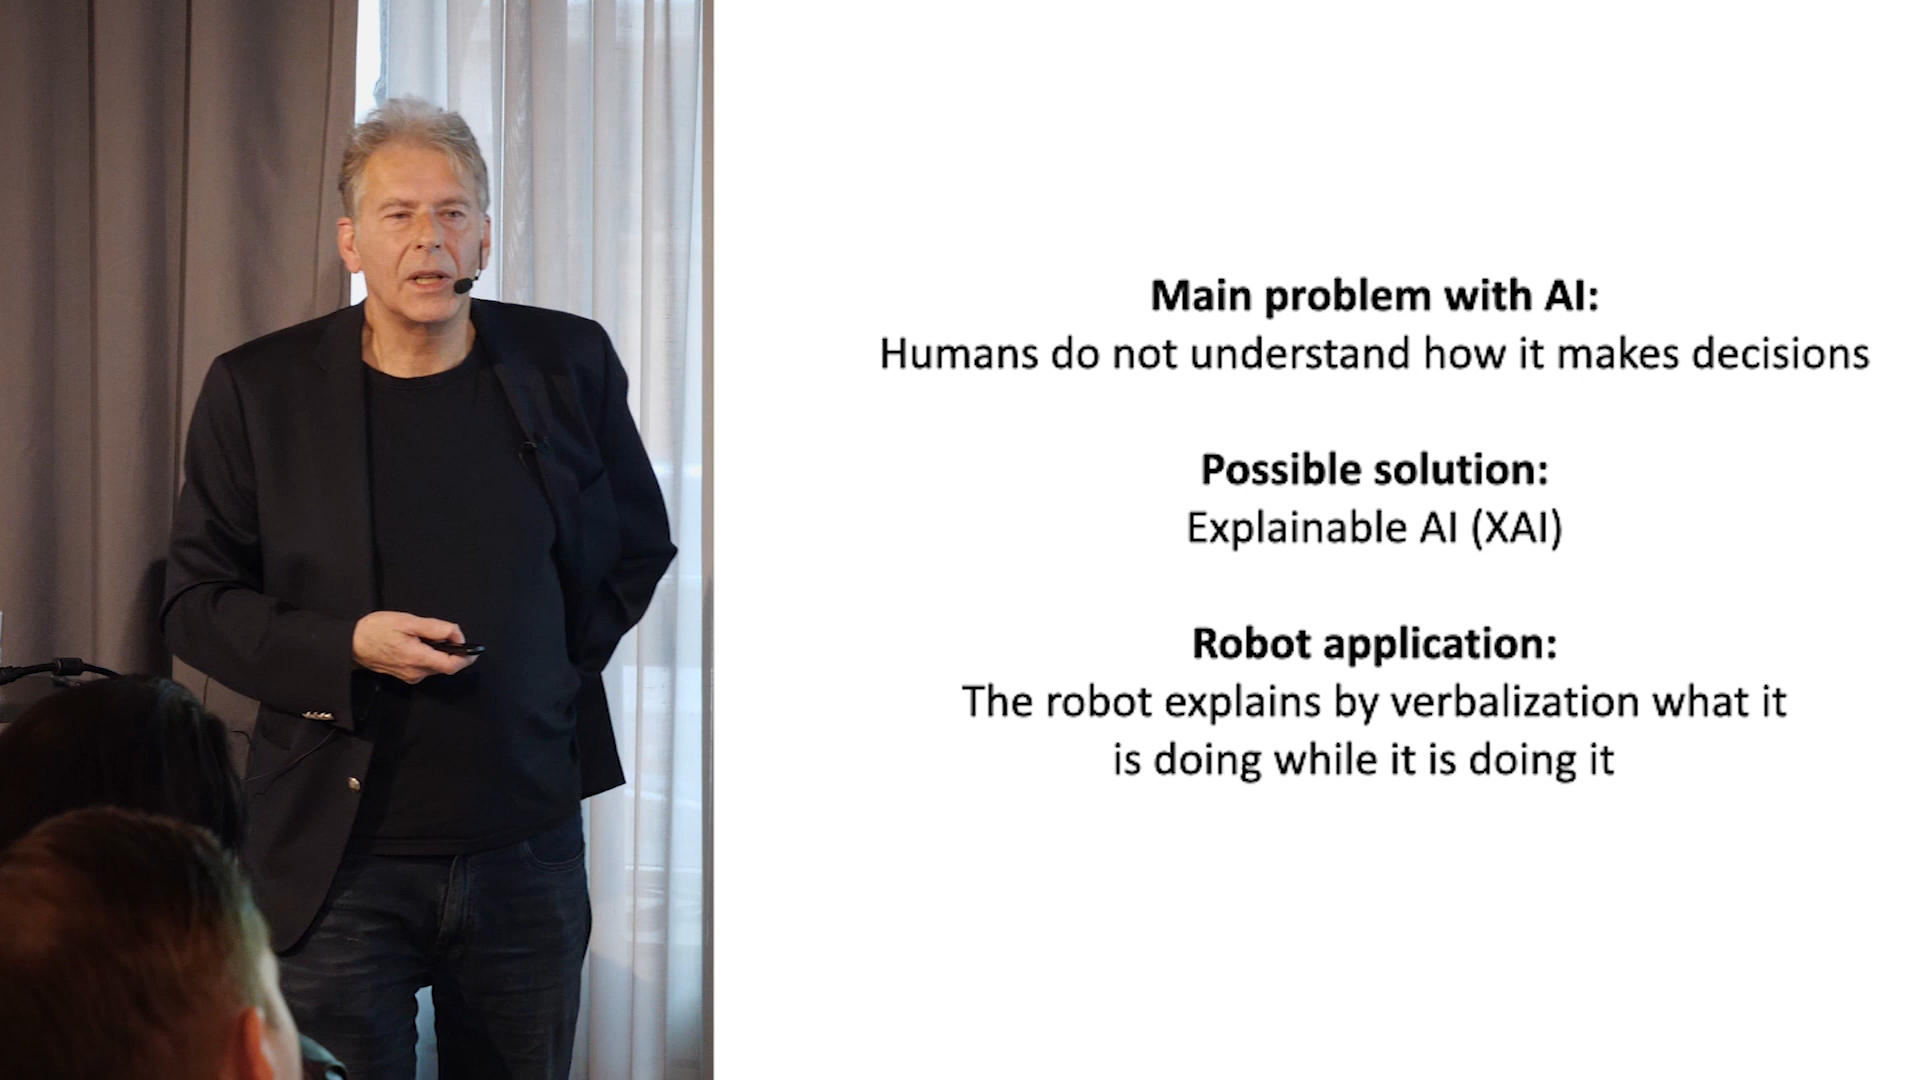 Main problem with AI:
Humans do not understand how it makes decisions
Possible solution:
Explainable AI (XAI)
Robot application:
The robot explains by verbalization what it
is doing while it is doing it